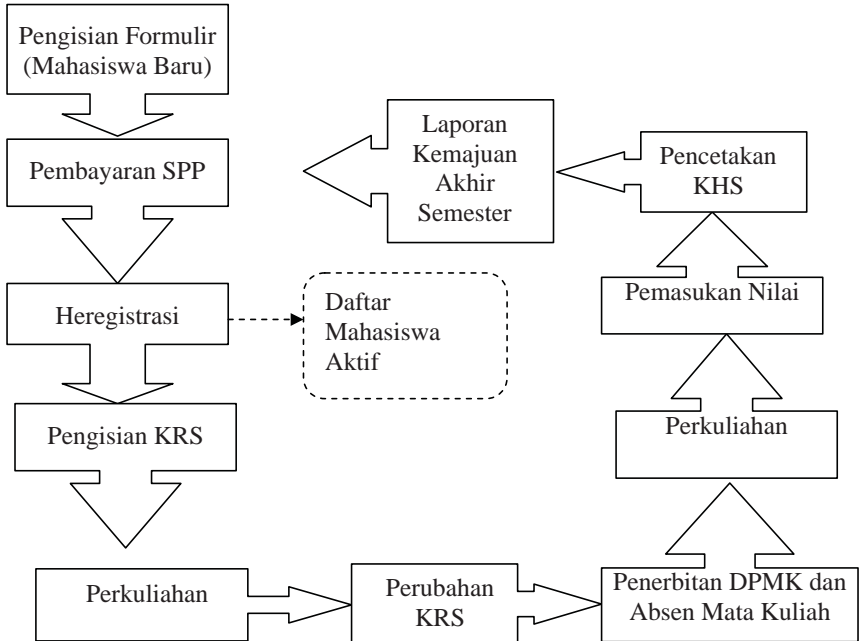 Pengisian Formulir
(Mahasiswa Baru)
Pembayaran SPP
Heregistrasi
Daftar
Mahasiswa
Aktif
Pengisian KRS
Perkuliahan
Perubahan
KRS
Penerbitan DPMK dan
Absen Mata Kuliah
Perkuliahan
Pemasukan Nilai
Pencetakan
KHS
Laporan
Kemajuan
Akhir
Semester